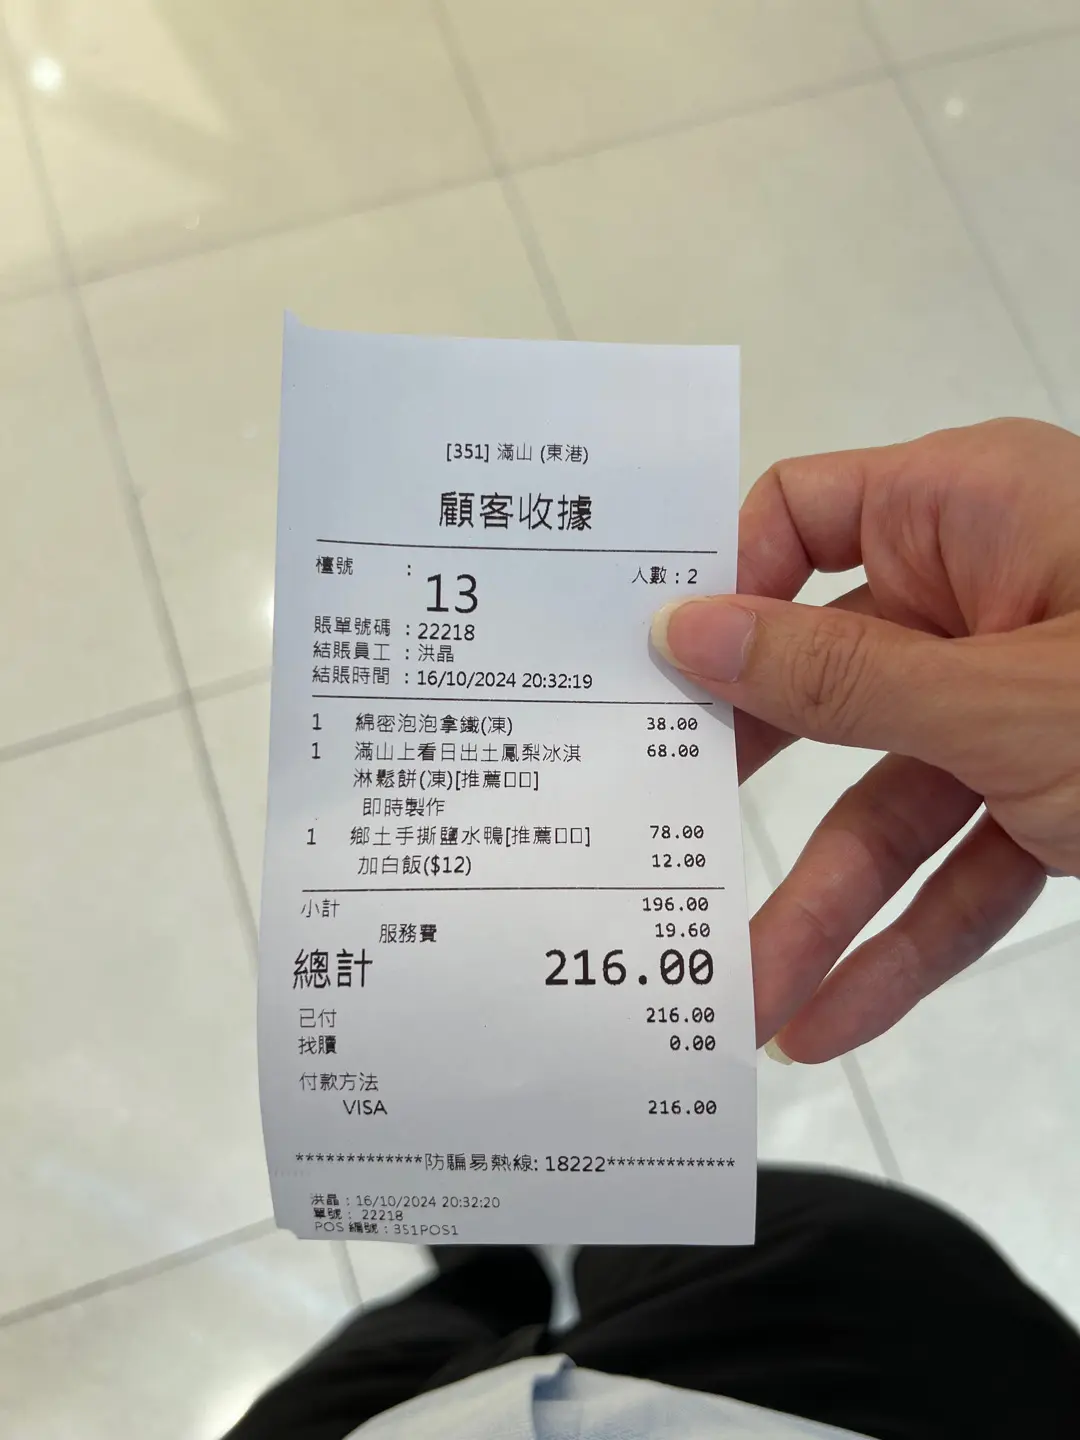 [351] 滿山 (東港)
顧客收據
檯號 : 13 人數：2
賬單號碼 : 22218
結賬員工 : 洪晶
結賬時間 : 16/10/2024 20:32:19
1 綿密泡泡拿鐵(凍) 38.00
1 滿山上看日出土鳳梨冰淇 68.00
淋鬆餅(凍)[推薦□□]
即時製作
1 鄉土手撕鹽水鴨[推薦□□] 78.00
加白飯($12) 12.00
小計 196.00
服務費 19.60
總計 216.00
已付 216.00
找贖 0.00
付款方法
VISA 216.00
*************防騙易熱線: 18222*************
洪晶 : 16/10/2024 20:32:20
單號 : 22218
POS 編號 : 351POS1